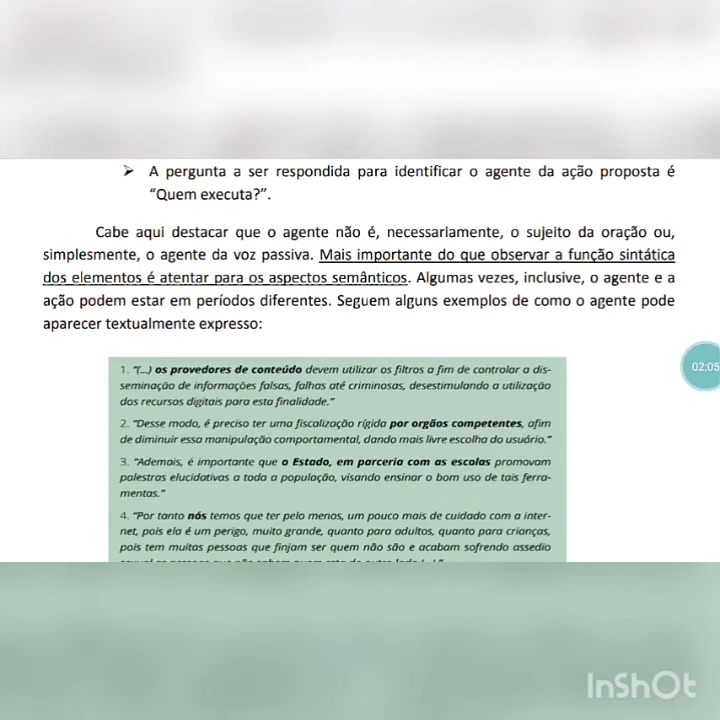 ➢ A pergunta a ser respondida para identificar o agente da ação proposta é
“Quem executa?”.
Cabe aqui destacar que o agente não é, necessariamente, o sujeito da oração ou,
simplesmente, o agente da voz passiva. Mais importante do que observar a função sintática
dos elementos é atentar para os aspectos semânticos. Algumas vezes, inclusive, o agente e a
ação podem estar em períodos diferentes. Seguem alguns exemplos de como o agente pode
aparecer textualmente expresso:
1. “(...) os provedores de conteúdo devem utilizar os filtros a fim de controlar a dis-
seminação de informações falsas, falhas até criminosas, desestimulando a utilização
dos recursos digitais para esta finalidade.”
02:05
2. “Desse modo, é preciso ter uma fiscalização rígida por orgãos competentes, afim
de diminuir essa manipulação comportamental, dando mais livre escolha do usuário.”
3. “Ademais, é importante que o Estado, em parceria com as escolas promovam
palestras elucidativas a toda a população, visando ensinar o bom uso de tais ferra-
mentas.”
4. “Por tanto nós temos que ter pelo menos, um pouco mais de cuidado com a inter-
net, pois ela é um perigo, muito grande, quanto para adultos, quanto para crianças,
pois tem muitas pessoas que finjam ser quem não são e acabam sofrendo assedio
InShOt